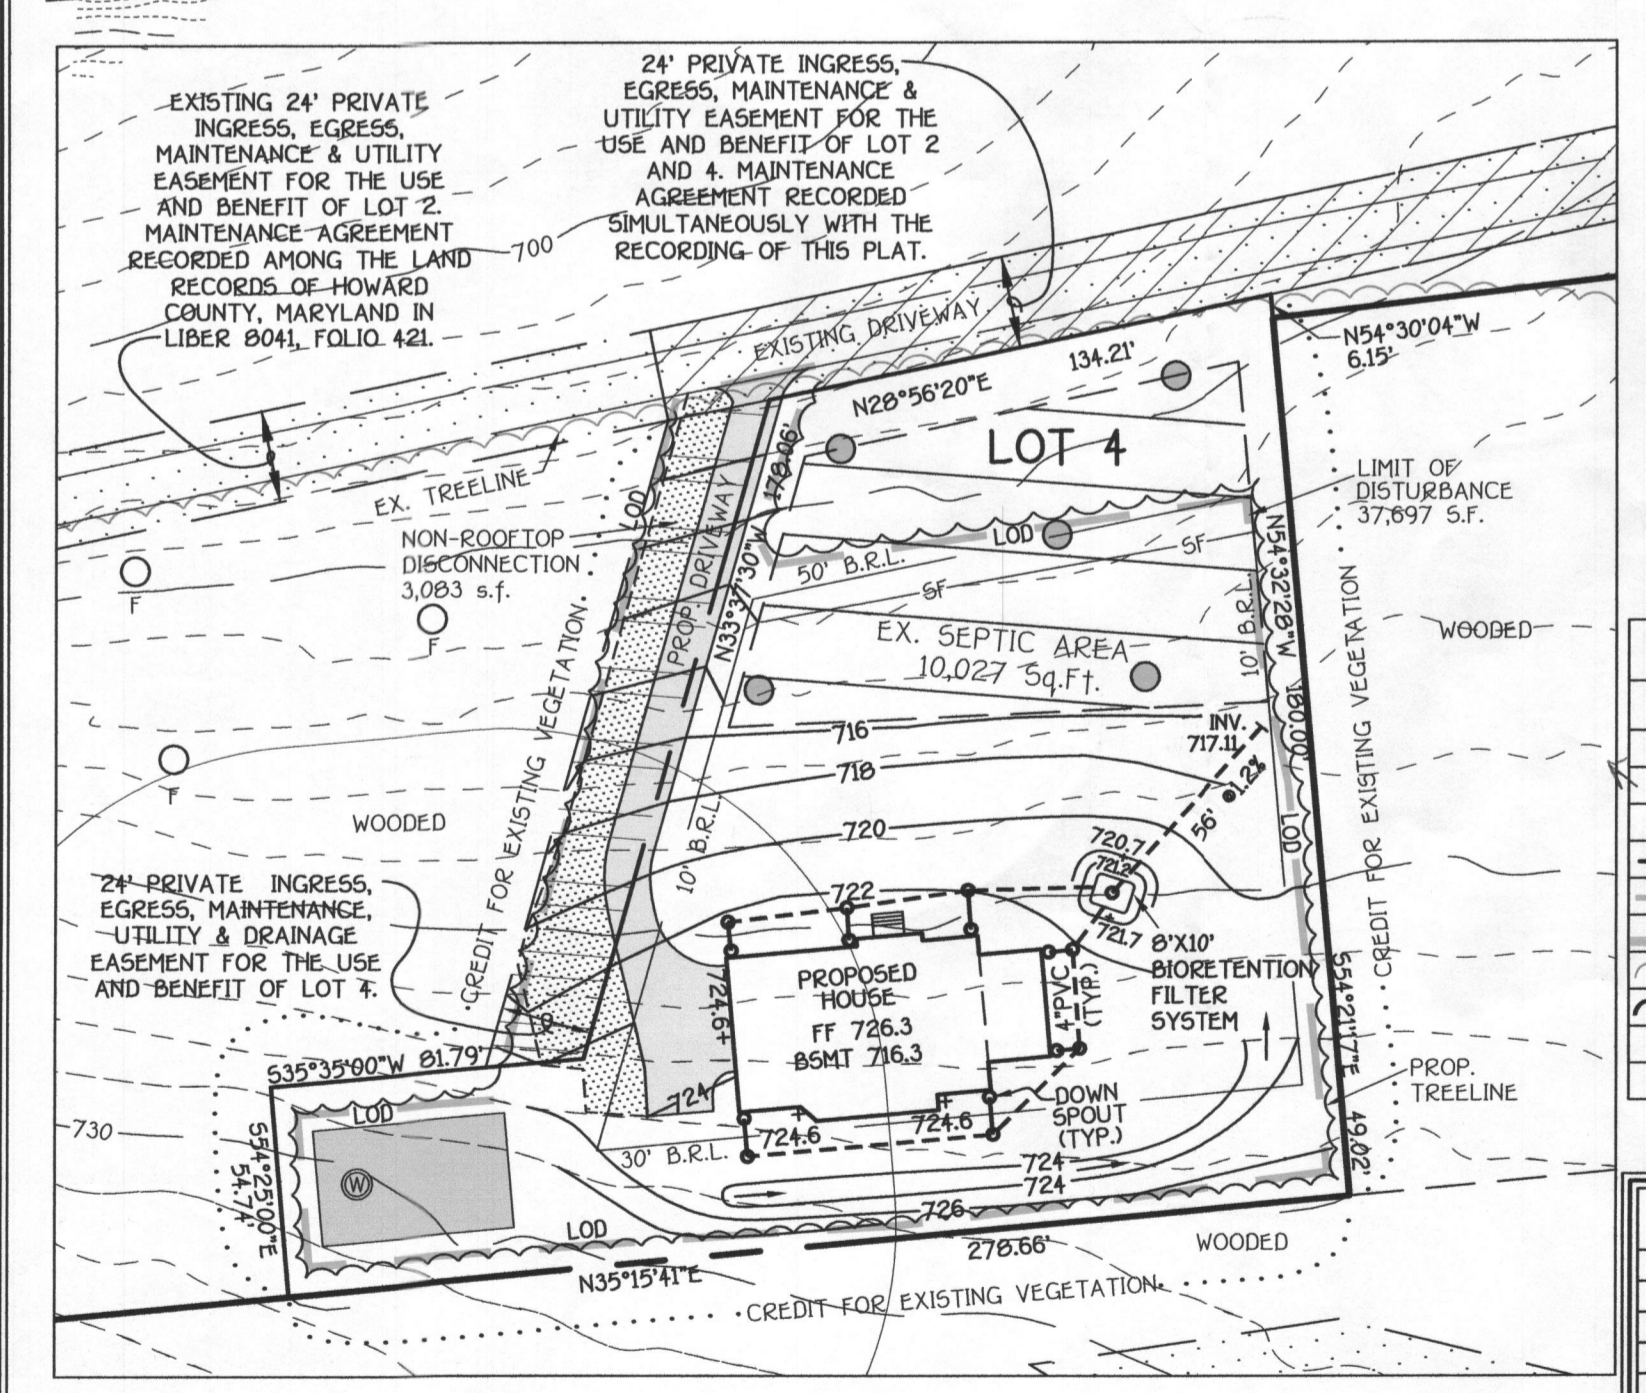 EXISTING 24' PRIVATE
INGRESS, EGRESS,
MAINTENANCE & UTILITY
EASEMENT FOR THE USE
AND BENEFIT OF LOT 2.
MAINTENANCE AGREEMENT
RECORDED AMONG THE LAND
RECORDS OF HOWARD
COUNTY, MARYLAND IN
LIBER 8041, FOLIO 421.
24' PRIVATE INGRESS,
EGRESS, MAINTENANCE &
UTILITY EASEMENT FOR THE
USE AND BENEFIT OF LOT 2
AND 4. MAINTENANCE
AGREEMENT RECORDED
SIMULTANEOUSLY WITH THE
RECORDING OF THIS PLAT.
700
EXISTING DRIVEWAY
N54°30'04"W
6.15'
134.21'
N28°56'20"E
LOT 4
EX. TREELINE
LOD
178.06'
N33°37'30"W
PROP. DRIVEWAY
NON-ROOFTOP
DISCONNECTION
3,083 s.f.
LIMIT OF
DISTURBANCE
37,697 S.F.
LOD
50' B.R.L.
SF
SF
N54°32'28"W 180.00'
10' B.R.L.
F
F
F
EX. SEPTIC AREA
10,027 Sq.Ft.
WOODED
CREDIT FOR EXISTING VEGETATION
CREDIT FOR EXISTING VEGETATION
716
INV.
717.11
718
1.2%
56'
LOD
WOODED
720
10' B.R.L.
720.7
721.2
722
721.7
24' PRIVATE INGRESS,
EGRESS, MAINTENANCE,
UTILITY & DRAINAGE
EASEMENT FOR THE USE
AND BENEFIT OF LOT 4.
8'X10'
BIORETENTION
FILTER
SYSTEM
PROPOSED
HOUSE
FF 726.3
BSMT 716.3
724.6
4"PVC
(TYP.)
S54°21'17"E 49.02'
S35°35'00"W 81.79'
PROP.
TREELINE
724
DOWN
SPOUT
(TYP.)
LOD
730
724.6
724.6
S54°25'00"E
54.74'
W
30' B.R.L.
724
724
726
LOD
278.66'
WOODED
N35°15'41"E
CREDIT FOR EXISTING VEGETATION